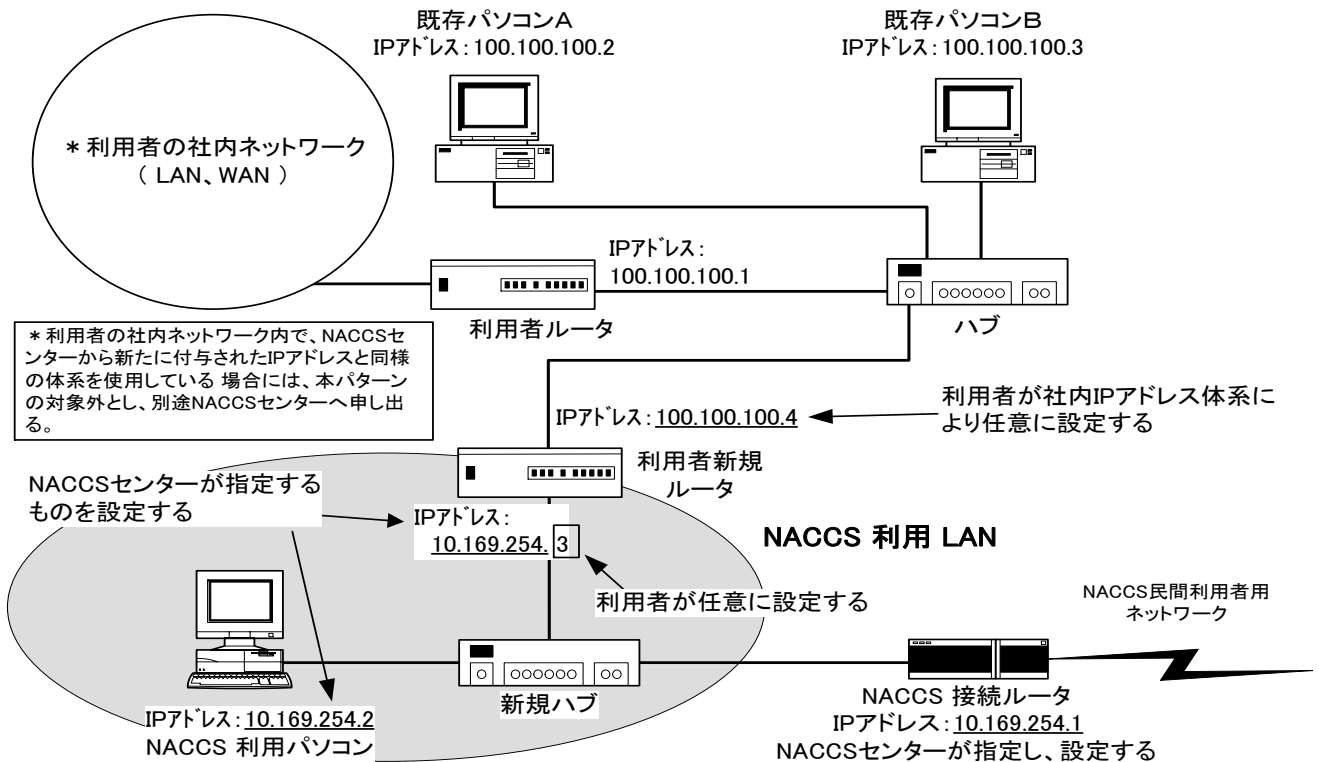 既存パソコンA
IPアドレス：100.100.100.2
既存パソコンB
IPアドレス：100.100.100.3
＊利用者の社内ネットワーク
（ LAN、WAN ）
IPアドレス：
100.100.100.1
利用者ルータ
ハブ
＊利用者の社内ネットワーク内で、NACCSセ
ンターから新たに付与されたIPアドレスと同様
の体系を使用している 場合には、本パターン
の対象外とし、別途NACCSセンターへ申し出
る。
IPアドレス：100.100.100.4
利用者が社内IPアドレス体系に
より任意に設定する
利用者新規
ルータ
NACCSセンターが指定する
ものを設定する
IPアドレス：
10.169.254. 3
NACCS 利用 LAN
利用者が任意に設定する
NACCS民間利用者用
ネットワーク
新規ハブ
IPアドレス：10.169.254.2
NACCS 利用パソコン
NACCS 接続ルータ
IPアドレス：10.169.254.1
NACCSセンターが指定し、設定する